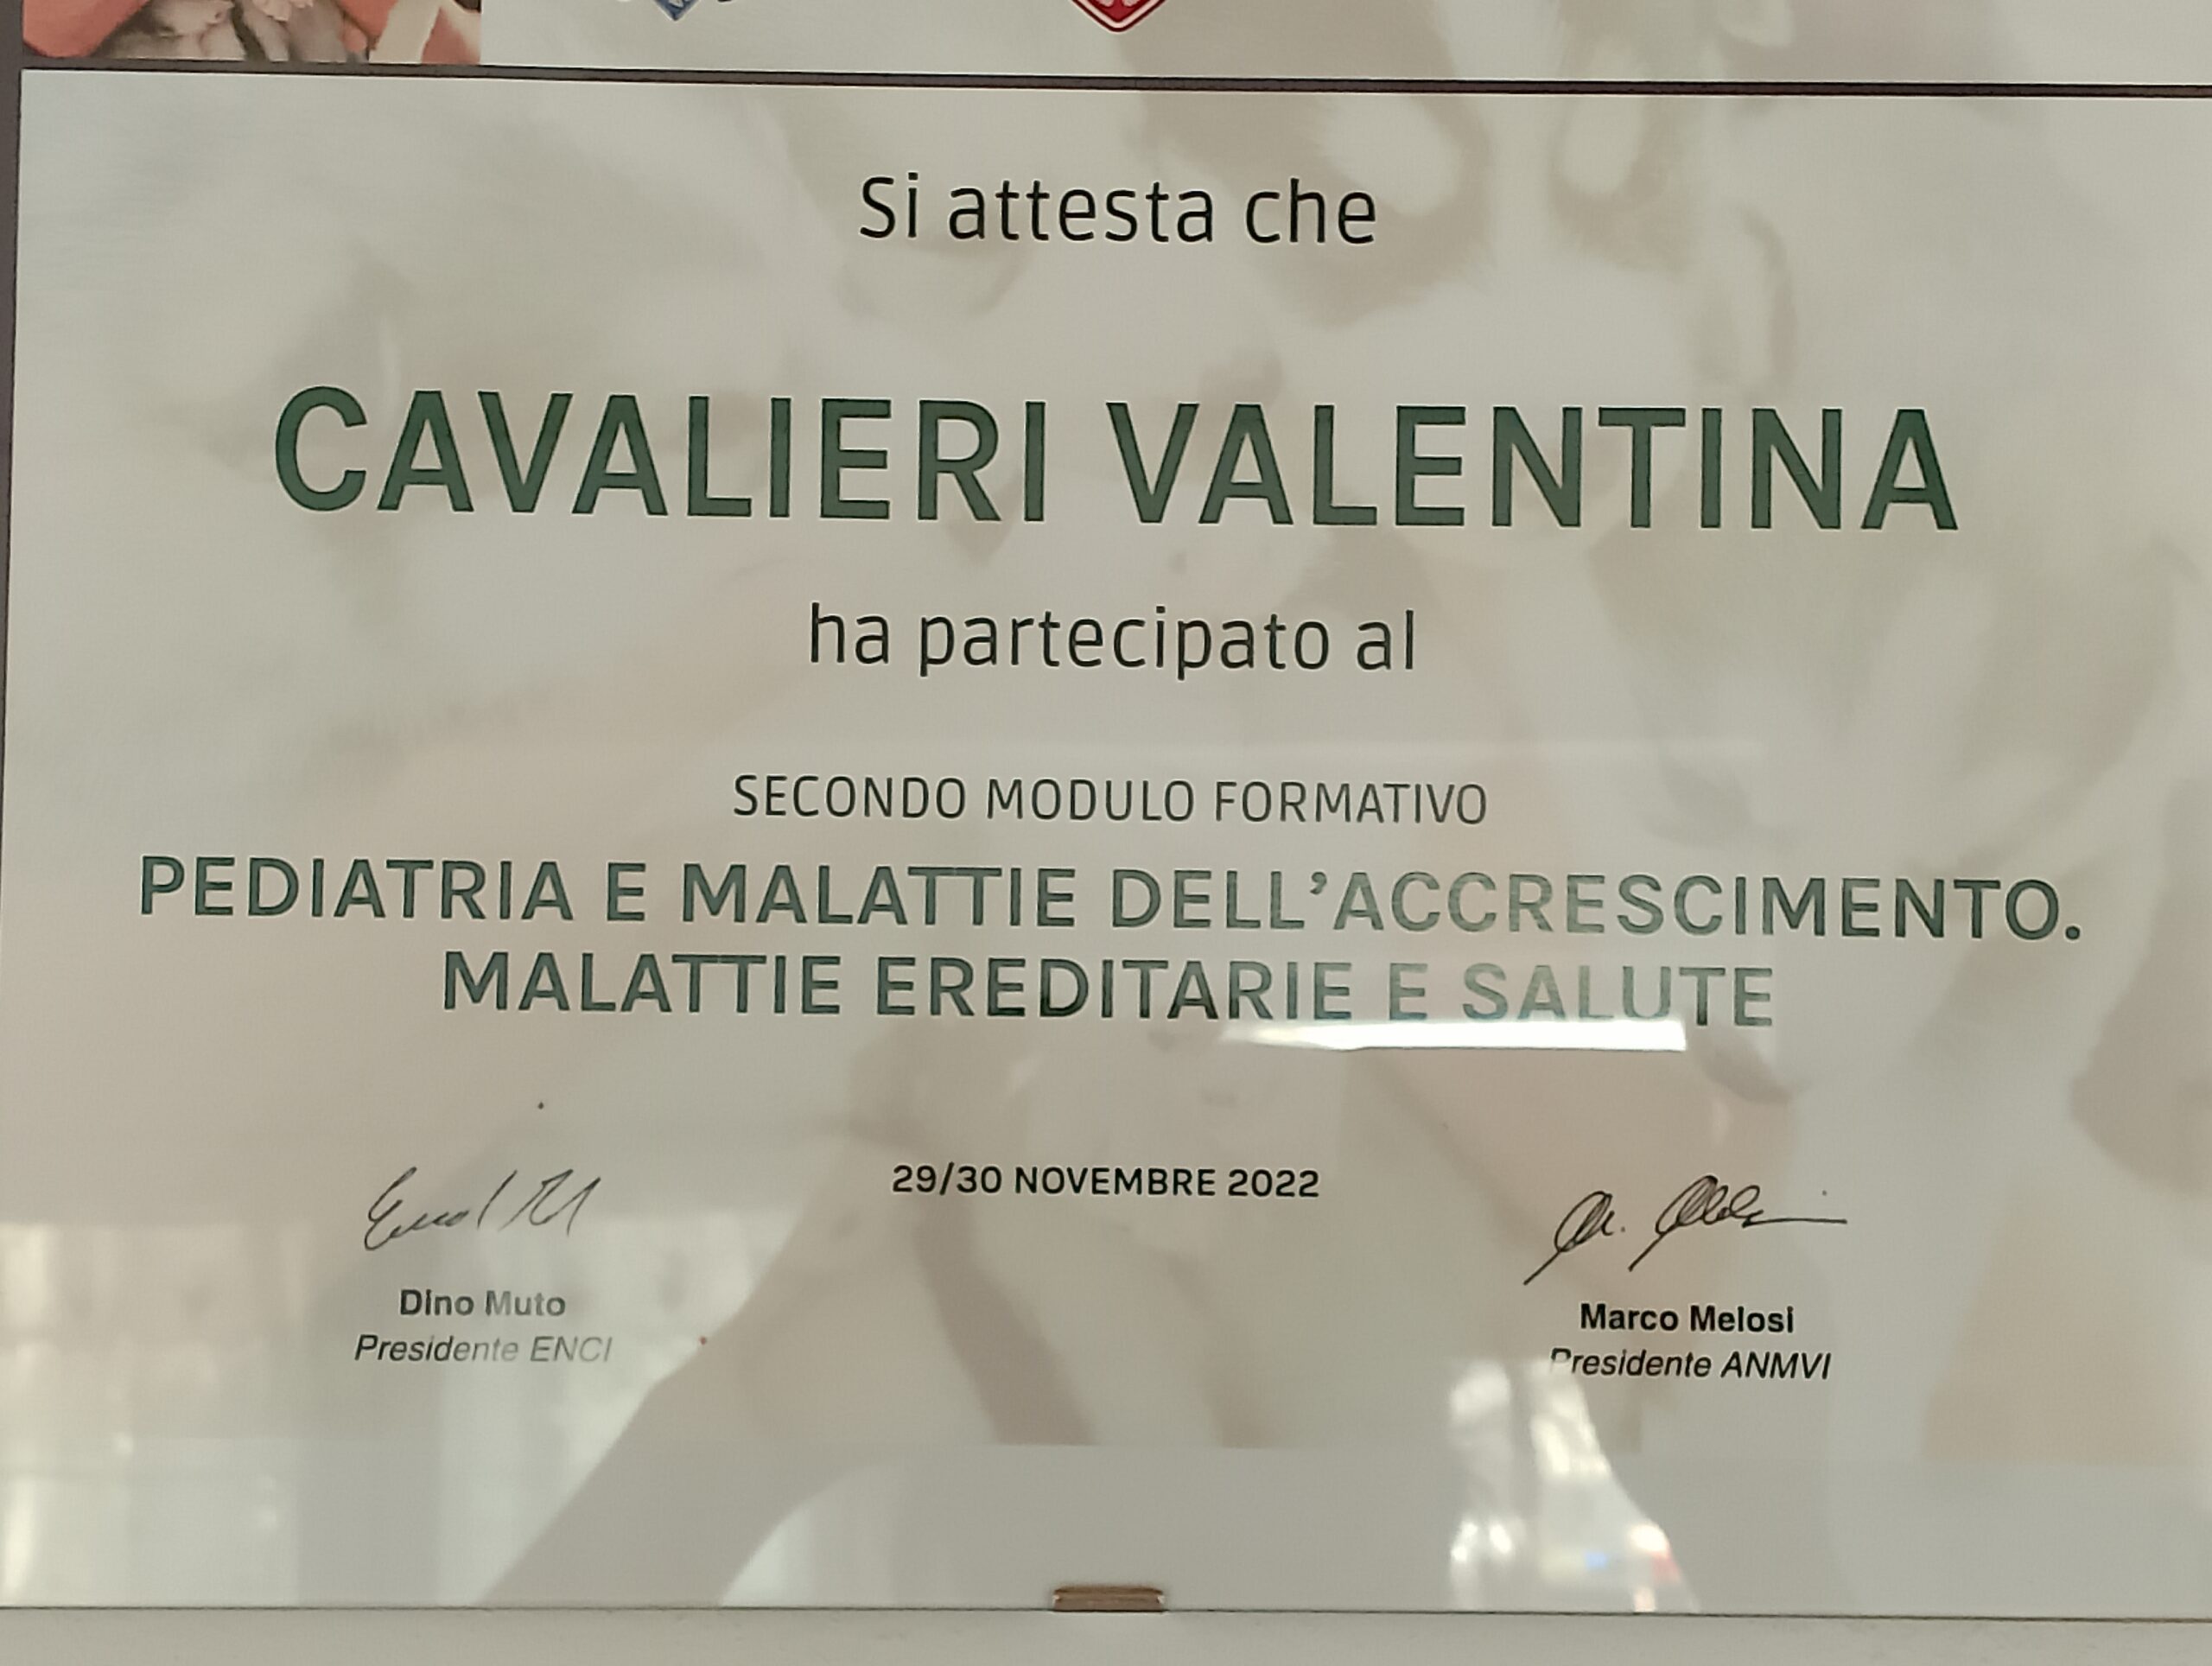 Si attesta che
CAVALIERI VALENTINA
ha partecipato al
SECONDO MODULO FORMATIVO
PEDIATRIA E MALATTIE DELL'ACCRESCIMENTO.
MALATTIE EREDITARIE E SALUTE
29/30 NOVEMBRE 2022
Dino Muto
Presidente ENCI
Marco Melosi
Presidente ANMVI